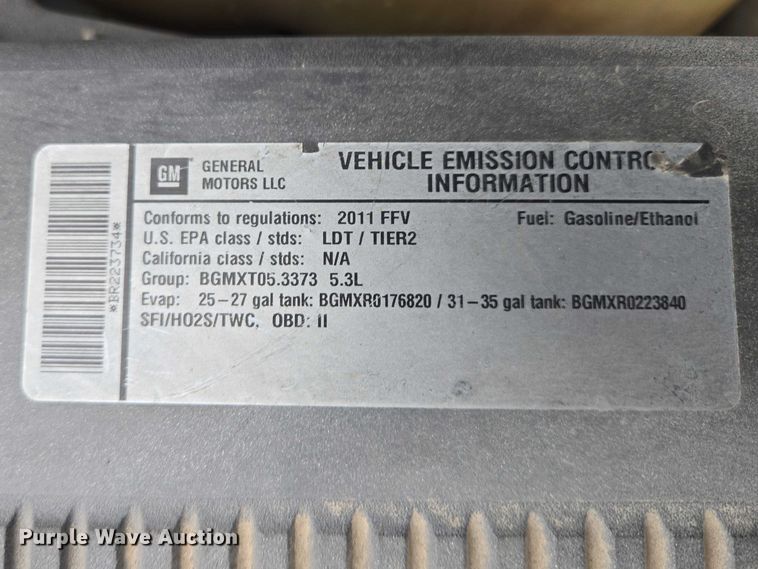 GM
GENERAL MOTORS LLC
VEHICLE EMISSION CONTRO
INFORMATION
Conforms to regulations: 2011 FFV Fuel: Gasoline/Ethanol
U.S. EPA class / stds: LDT / TIER2
California class / stds: N/A
Group: BGMXT05.3373 5.3L
Evap: 25-27 gal tank: BGMXR0176820 / 31-35 gal tank: BGMXR0223840
SFI/HO2S/TWC, OBD: II
*BR223734*
Purple Wave Auction